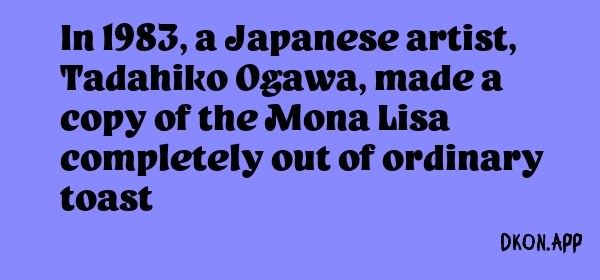 In 1983, a Japanese artist,
Tadahiko Ogawa, made a
copy of the Mona Lisa
completely out of ordinary
toast
DKON.APP